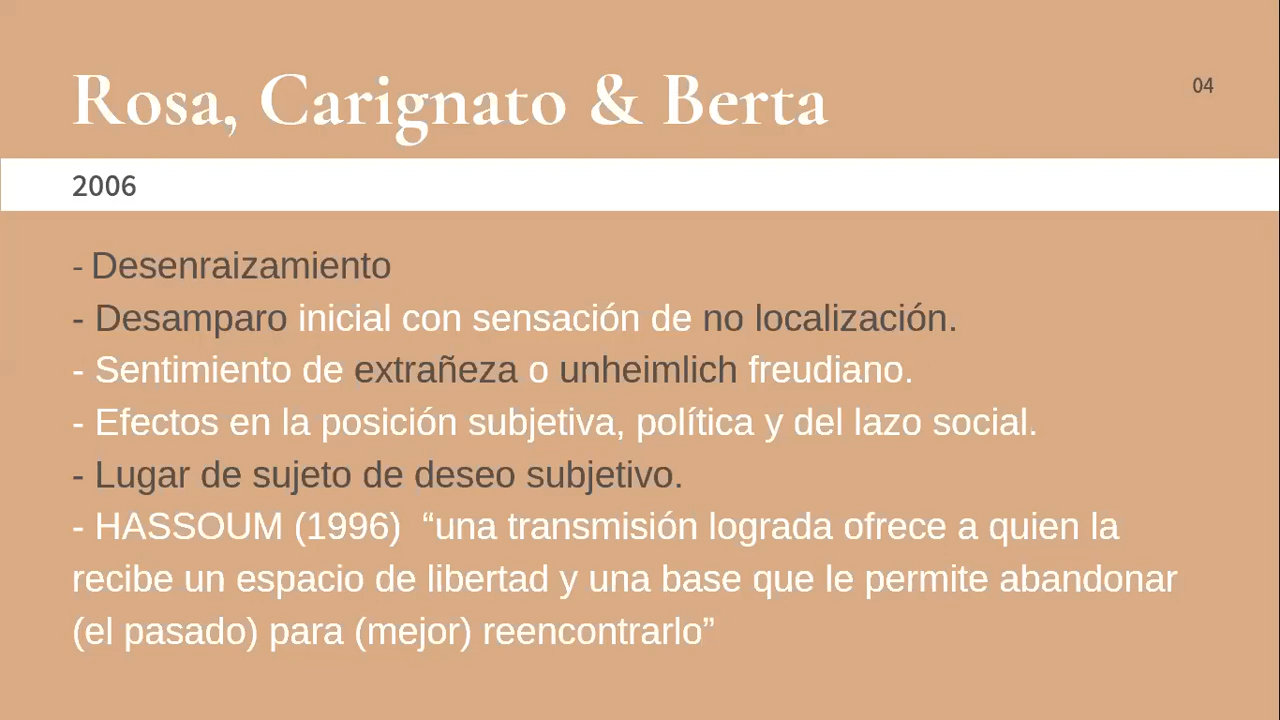 Rosa, Carignato & Berta
04
2006
- Desenraizamiento
- Desamparo inicial con sensación de no localización.
- Sentimiento de extrañeza o unheimlich freudiano.
- Efectos en la posición subjetiva, política y del lazo social.
- Lugar de sujeto de deseo subjetivo.
- HASSOUM (1996)  “una transmisión lograda ofrece a quien la
recibe un espacio de libertad y una base que le permite abandonar
(el pasado) para (mejor) reencontrarlo”